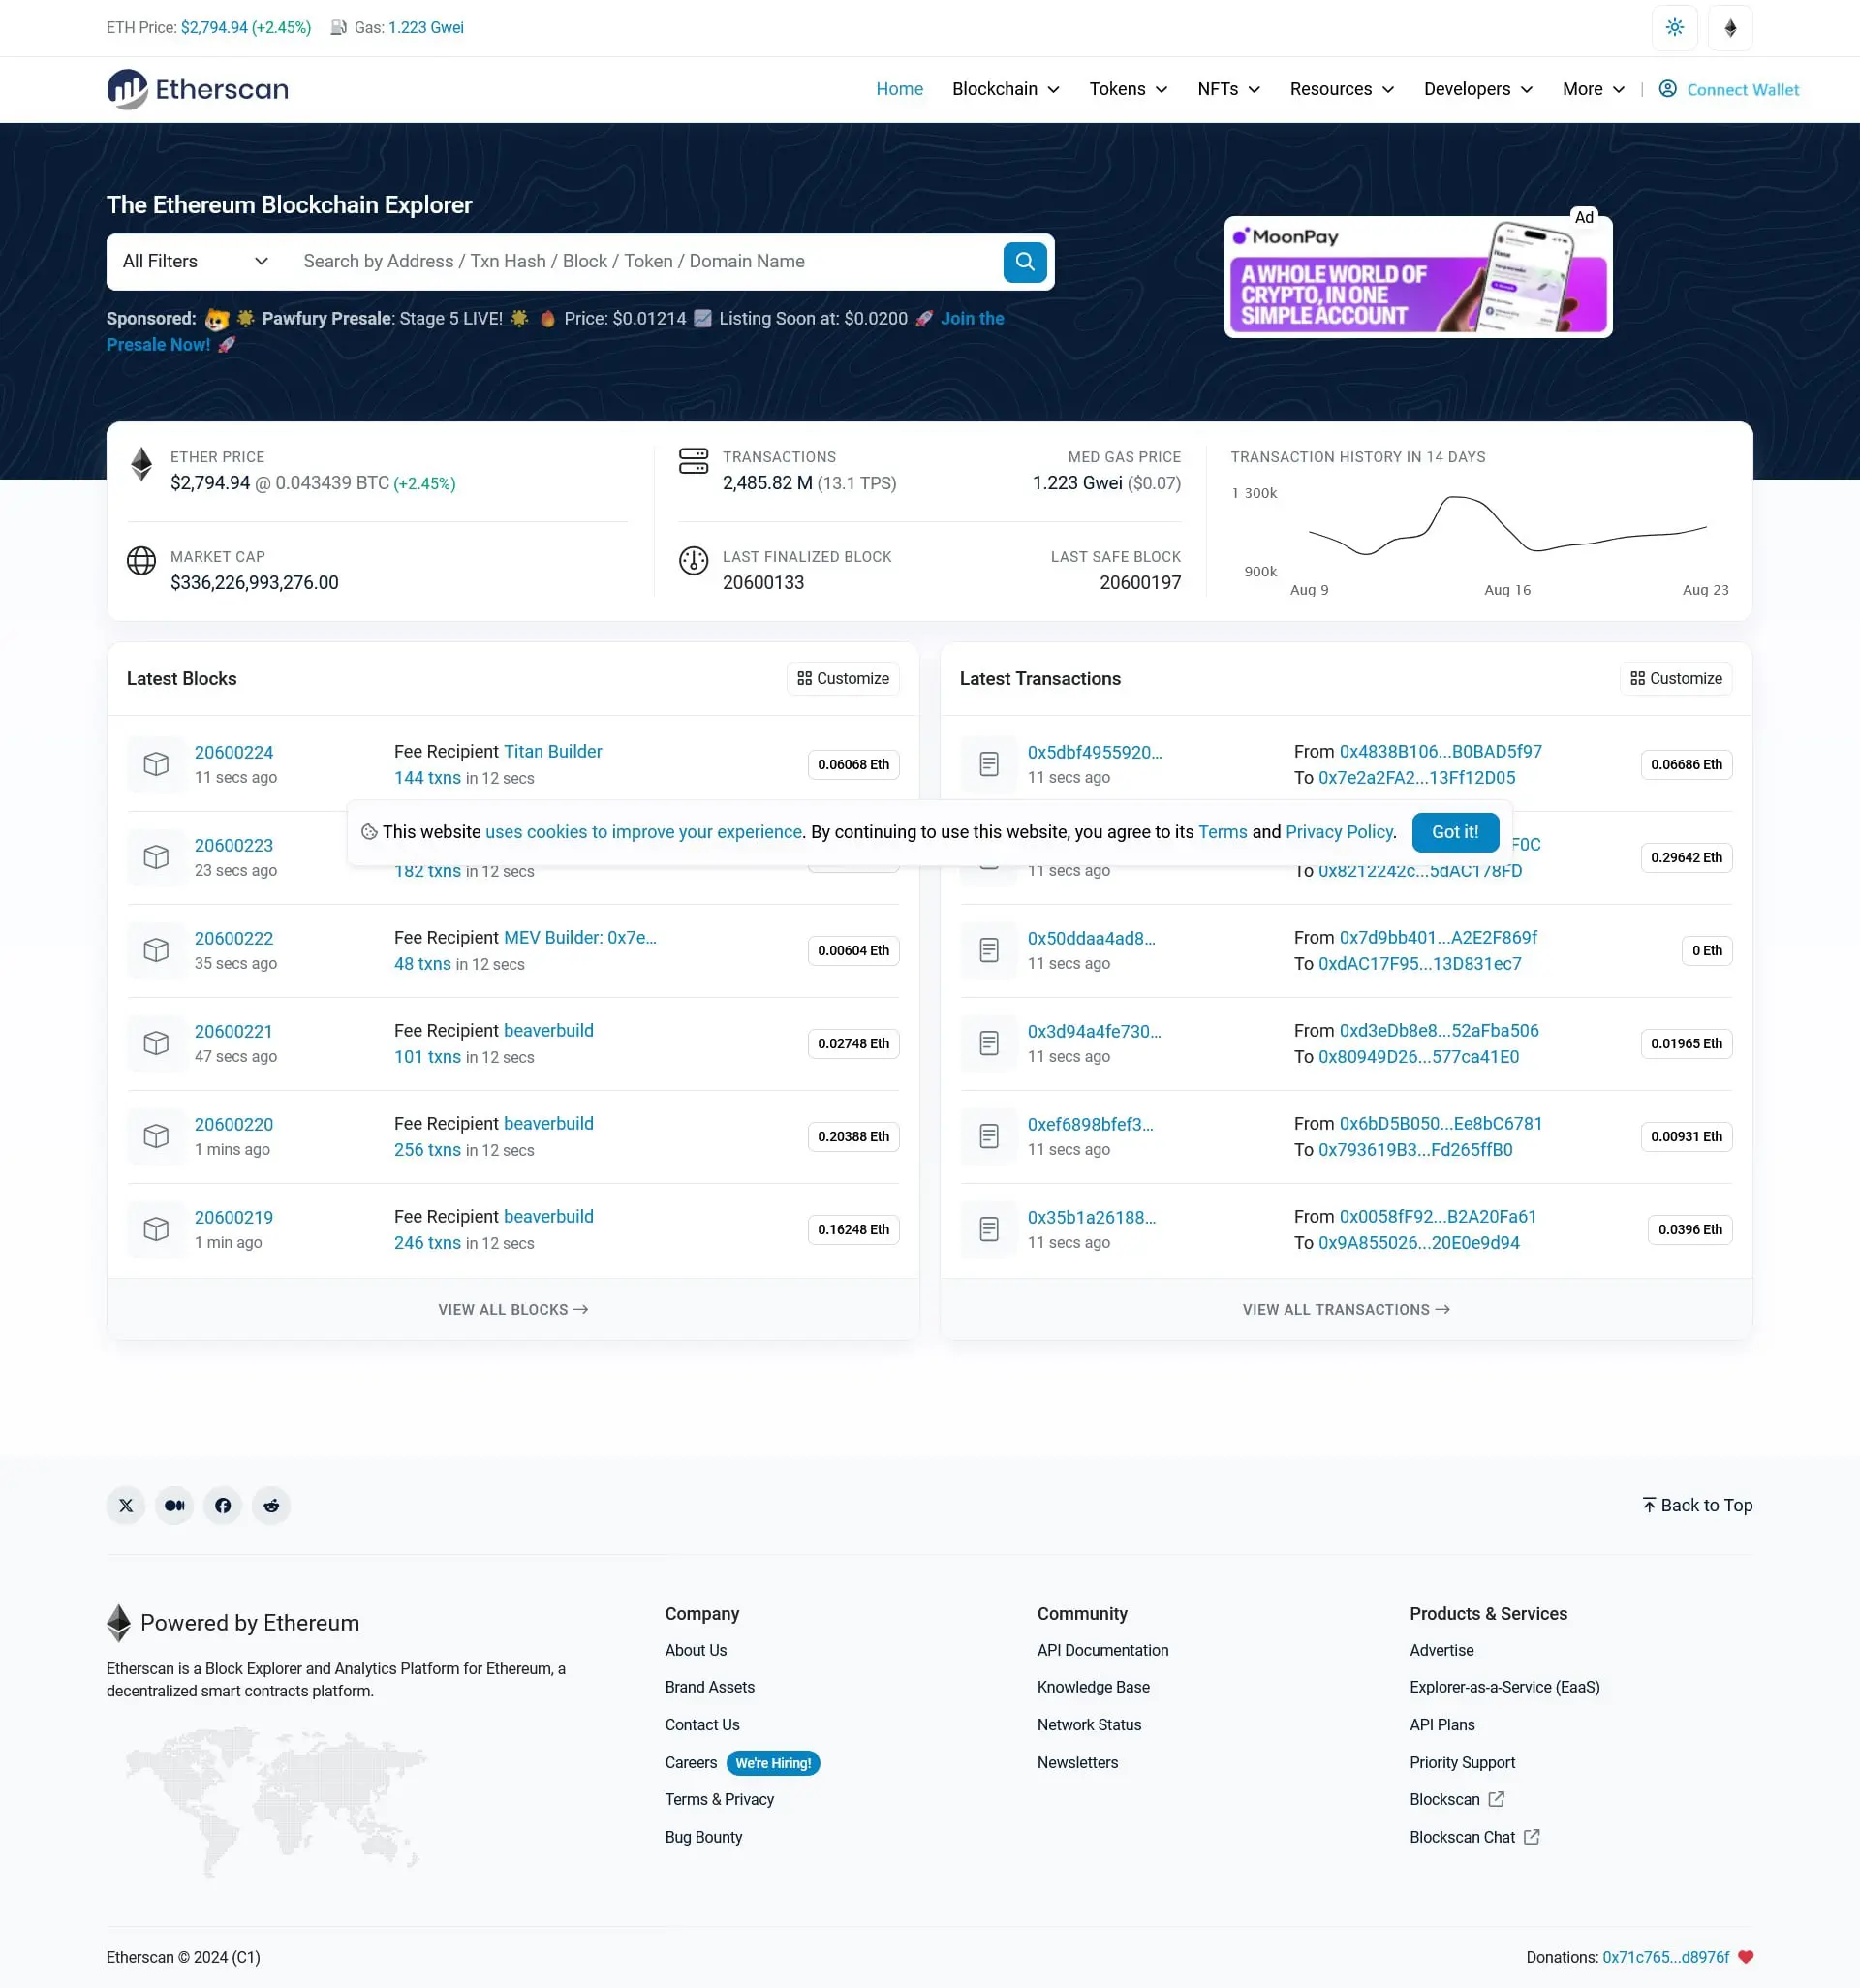 ETH Price: $2,794.94 (+2.45%) Gas: 1.223 Gwei
Etherscan
Home Blockchain Tokens NFTs Resources Developers More | Connect Wallet
The Ethereum Blockchain Explorer
All Filters Search by Address / Txn Hash / Block / Token / Domain Name
Sponsored: Pawfury Presale: Stage 5 LIVE! Price: $0.01214 Listing Soon at: $0.0200 Join the
Presale Now!
Ad
MoonPay
A WHOLE WORLD OF
CRYPTO, IN ONE
SIMPLE ACCOUNT
ETHER PRICE
$2,794.94 @ 0.043439 BTC (+2.45%)
MARKET CAP
$336,226,993,276.00
TRANSACTIONS
2,485.82 M (13.1 TPS)
MED GAS PRICE
1.223 Gwei ($0.07)
LAST FINALIZED BLOCK
20600133
LAST SAFE BLOCK
20600197
TRANSACTION HISTORY IN 14 DAYS
1 300k
900k
Aug 9 Aug 16 Aug 23
Latest Blocks Customize
20600224 Fee Recipient Titan Builder
11 secs ago 144 txns in 12 secs 0.06068 Eth
20600223
23 secs ago 182 txns in 12 secs
20600222 Fee Recipient MEV Builder: 0x7e...
35 secs ago 48 txns in 12 secs 0.00604 Eth
20600221 Fee Recipient beaverbuild
47 secs ago 101 txns in 12 secs 0.02748 Eth
20600220 Fee Recipient beaverbuild
1 mins ago 256 txns in 12 secs 0.20388 Eth
20600219 Fee Recipient beaverbuild
1 min ago 246 txns in 12 secs 0.16248 Eth
VIEW ALL BLOCKS
Latest Transactions Customize
0x5dbf4955920... From 0x4838B106...B0BAD5f97
11 secs ago To 0x7e2a2FA2...13Ff12D05 0.06686 Eth
F0C
11 secs ago To 0x8212242c...5dAC178FD 0.29642 Eth
0x50ddaa4ad8... From 0x7d9bb401...A2E2F869f
11 secs ago To 0xdAC17F95...13D831ec7 0 Eth
0x3d94a4fe730... From 0xd3eDb8e8...52aFba506
11 secs ago To 0x80949D26...577ca41E0 0.01965 Eth
0xef6898bfef3... From 0x6bD5B050...Ee8bC6781
11 secs ago To 0x793619B3...Fd265ffB0 0.00931 Eth
0x35b1a26188... From 0x0058fF92...B2A20Fa61
11 secs ago To 0x9A855026...20E0e9d94 0.0396 Eth
VIEW ALL TRANSACTIONS
This website uses cookies to improve your experience. By continuing to use this website, you agree to its Terms and Privacy Policy. Got it!
Back to Top
Powered by Ethereum
Etherscan is a Block Explorer and Analytics Platform for Ethereum, a
decentralized smart contracts platform.
Company
About Us
Brand Assets
Contact Us
Careers We're Hiring!
Terms & Privacy
Bug Bounty
Community
API Documentation
Knowledge Base
Network Status
Newsletters
Products & Services
Advertise
Explorer-as-a-Service (EaaS)
API Plans
Priority Support
Blockscan
Blockscan Chat
Etherscan © 2024 (C1)
Donations: 0x71c765...d8976f